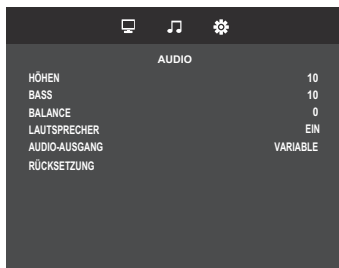 AUDIO
HÖHEN 10
BASS 10
BALANCE 0
LAUTSPRECHER EIN
AUDIO-AUSGANG VARIABLE
RÜCKSETZUNG